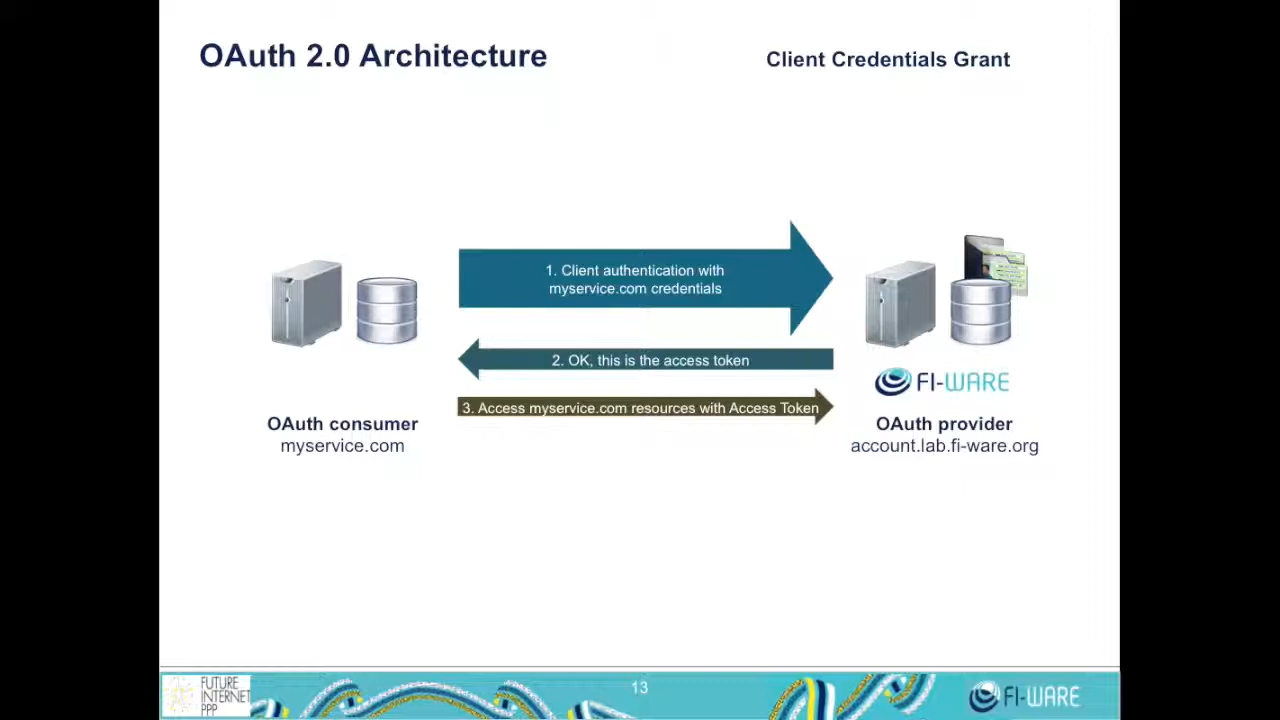 OAuth 2.0 Architecture
Client Credentials Grant
1. Client authentication with
myservice.com credentials
2. OK, this is the access token
3. Access myservice.com resources with Access Token
FI-WARE
OAuth consumer
myservice.com
OAuth provider
account.lab.fi-ware.org
FUTURE
INTERNET
PPP
13
FI-WARE